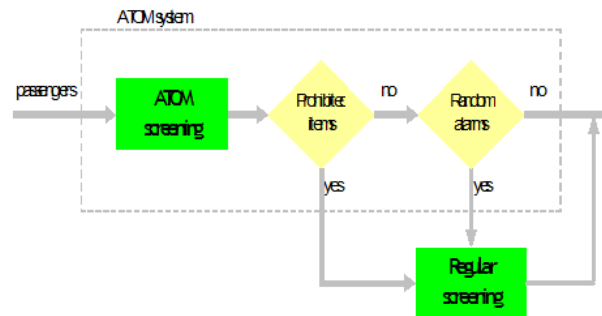 ATOM system
passengers
ATOM
screening
Prohibited
items
no
Random
alarms
no
yes
yes
Regular
screening